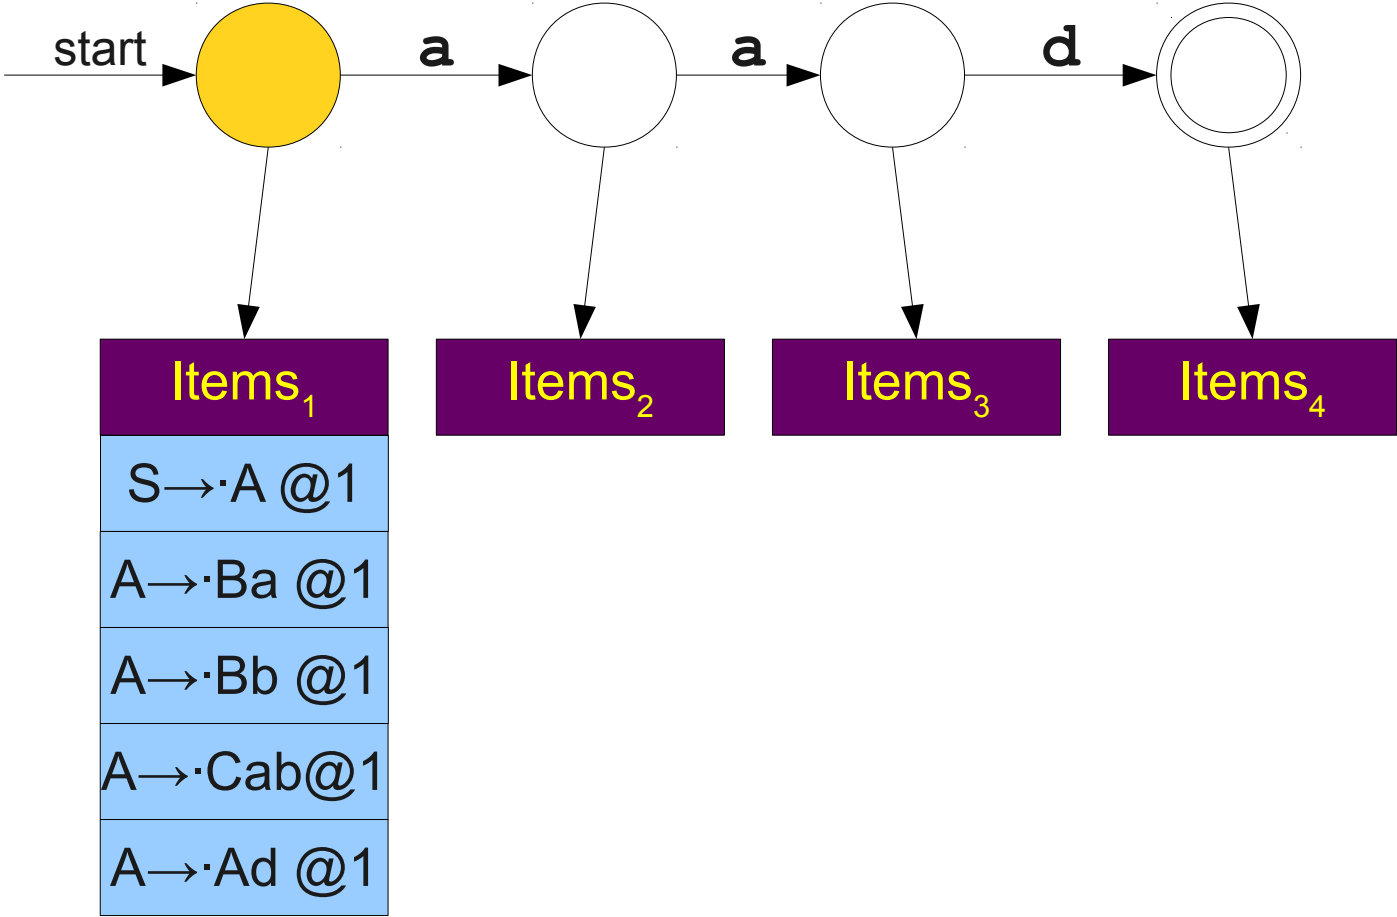 start a a d
Items1 Items2 Items3 Items4
S→·A @1
A→·Ba @1
A→·Bb @1
A→·Cab@1
A→·Ad @1